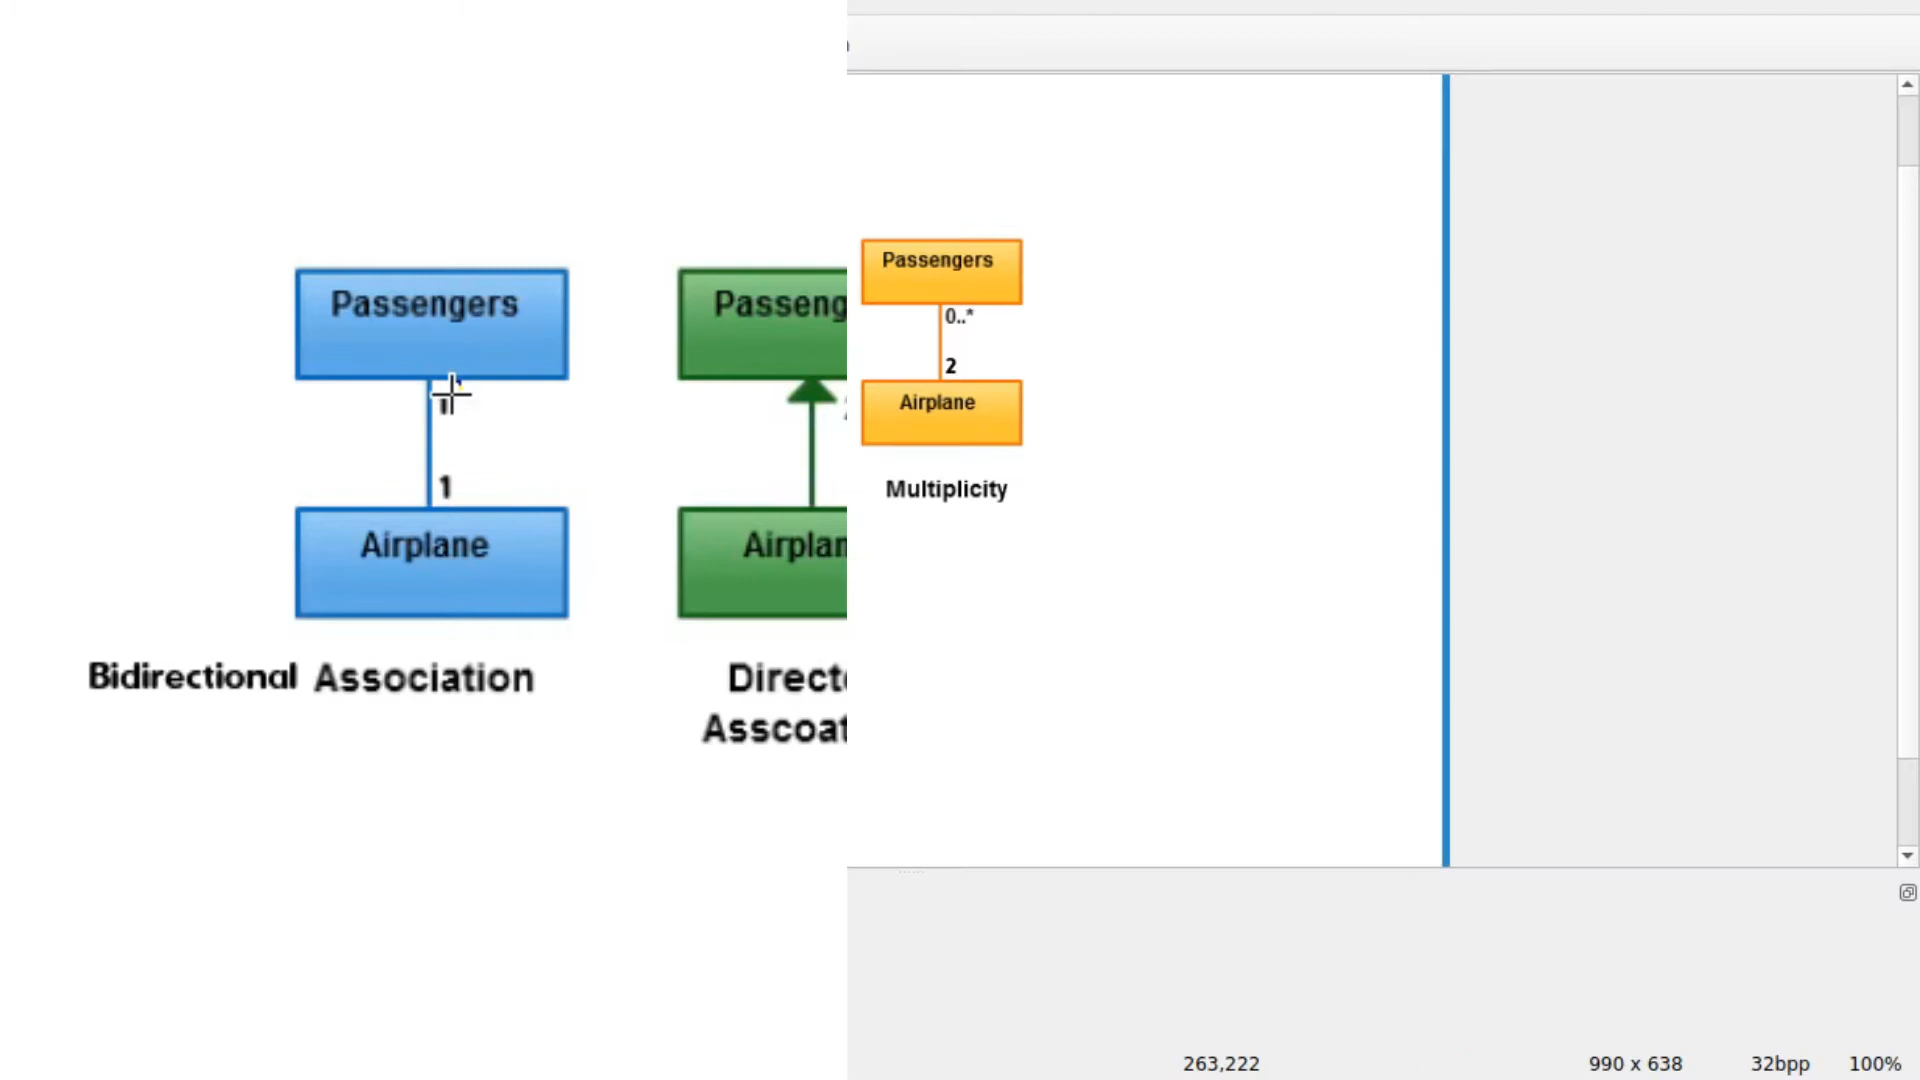 Passengers
1
Airplane
Bidirectional Association
Passeng
Airplan
Direct
Asscoat
Passengers
0..*
2
Airplane
Multiplicity
263,222
990 x 638
32bpp
100%